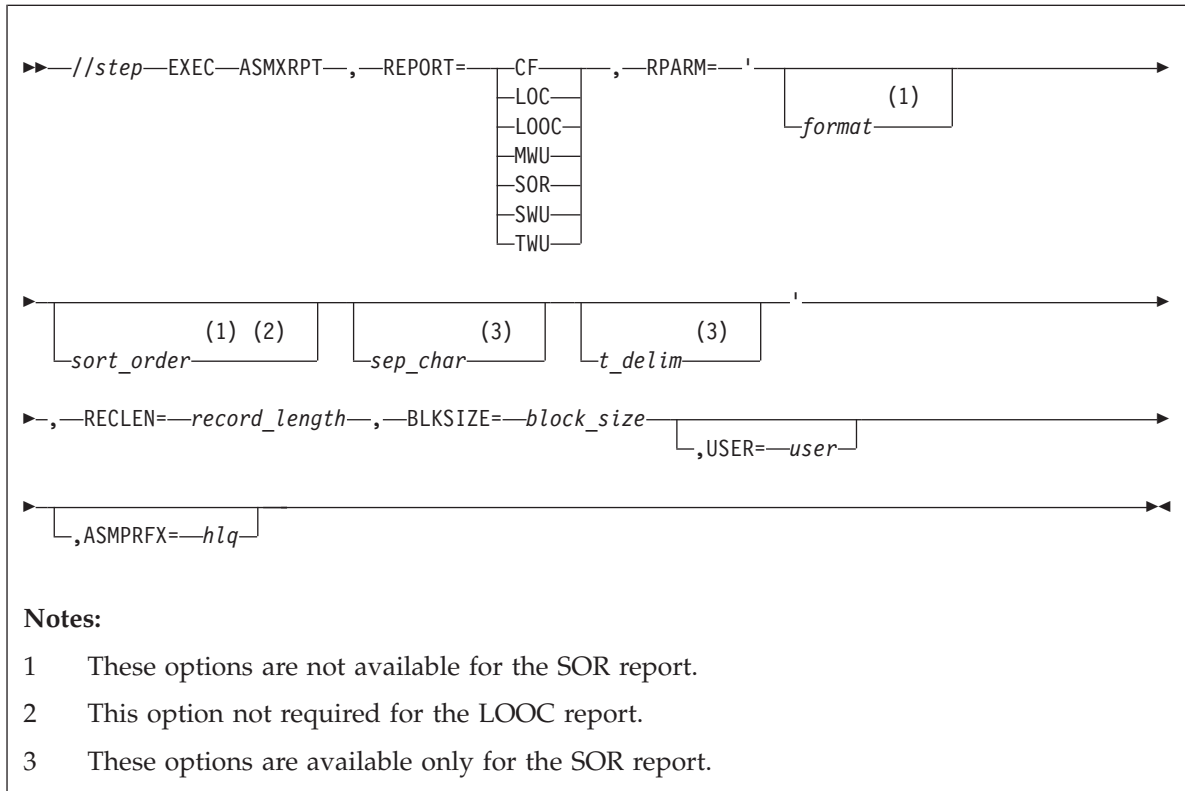 //step EXEC ASMXRPT , REPORT= CF , RPARM= '
LOC (1)
LOOC format
MWU
SOR
SWU
TWU
(1) (2) (3) (3) '
sort_order sep_char t_delim
, RECLEN= record_length , BLKSIZE= block_size
,USER= user
,ASMPRFX= hlq
Notes:
1 These options are not available for the SOR report.
2 This option not required for the LOOC report.
3 These options are available only for the SOR report.